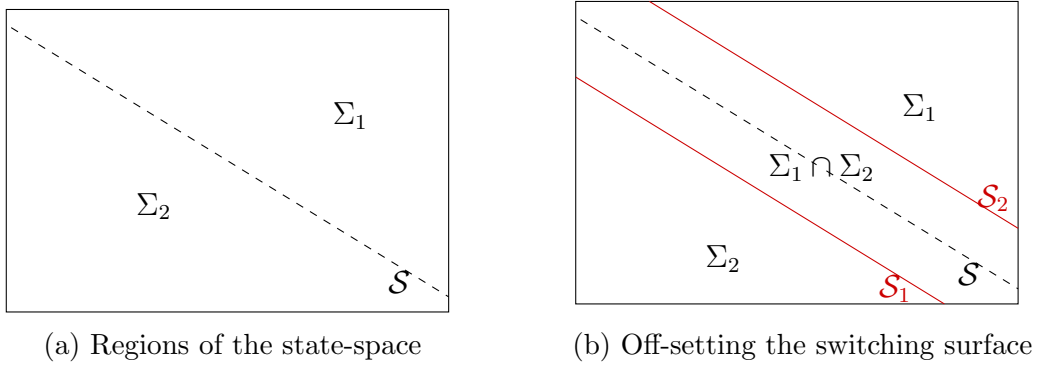 Σ₁
Σ₂
𝒮
(a) Regions of the state-space
Σ₁
Σ₁ ∩ Σ₂
𝒮₂
Σ₂
𝒮
𝒮₁
(b) Off-setting the switching surface